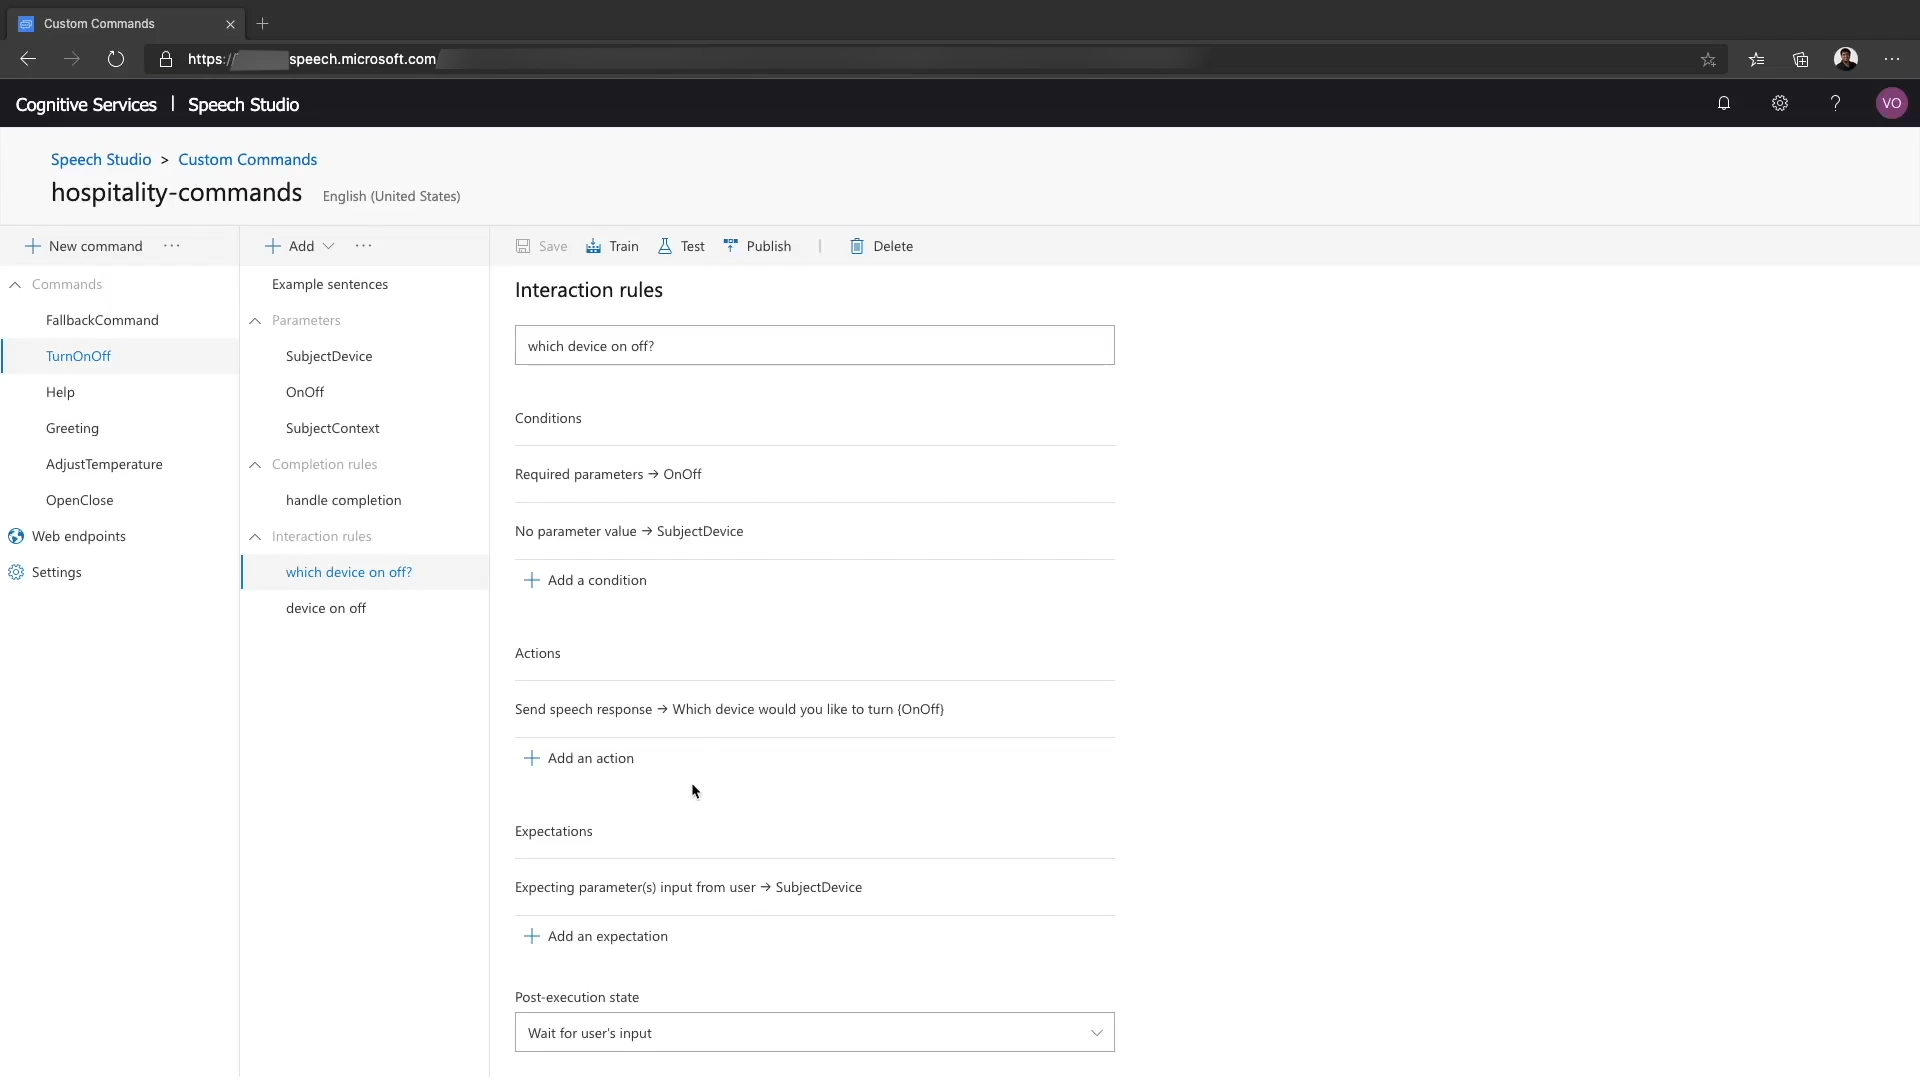 Custom Commands
https://speech.microsoft.com
Cognitive Services | Speech Studio
VO
Speech Studio > Custom Commands
hospitality-commands English (United States)
New command ···
Add ···
Save Train Test Publish | Delete
Commands
FallbackCommand
TurnOnOff
Help
Greeting
AdjustTemperature
OpenClose
Web endpoints
Settings
Example sentences
Parameters
SubjectDevice
OnOff
SubjectContext
Completion rules
handle completion
Interaction rules
which device on off?
device on off
Interaction rules
which device on off?
Conditions
Required parameters → OnOff
No parameter value → SubjectDevice
Add a condition
Actions
Send speech response → Which device would you like to turn {OnOff}
Add an action
Expectations
Expecting parameter(s) input from user → SubjectDevice
Add an expectation
Post-execution state
Wait for user's input